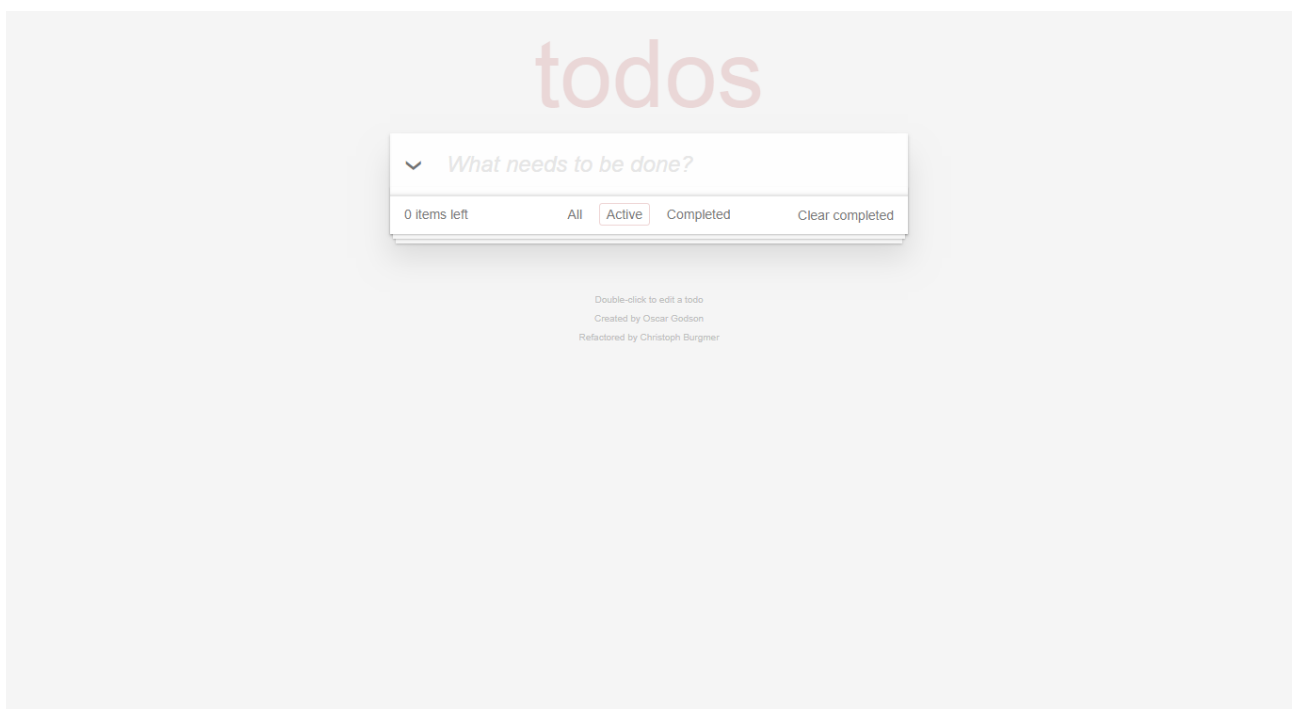 todos
What needs to be done?
0 items left All Active Completed Clear completed
Double-click to edit a todo
Created by Oscar Godson
Refactored by Christoph Burgmer